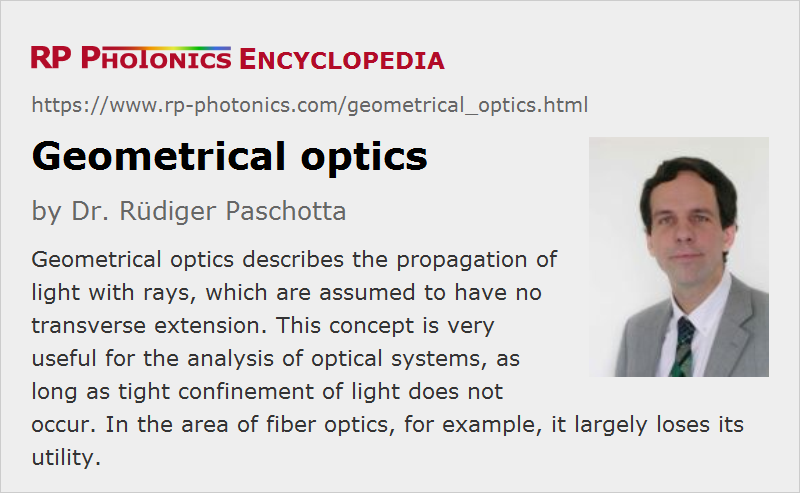 RP PHOTONICS ENCYCLOPEDIA
https://www.rp-photonics.com/geometrical_optics.html
Geometrical optics
by Dr. Rüdiger Paschotta
Geometrical optics describes the propagation of
light with rays, which are assumed to have no
transverse extension. This concept is very
useful for the analysis of optical systems, as
long as tight confinement of light does not
occur. In the area of fiber optics, for example, it largely loses its
utility.